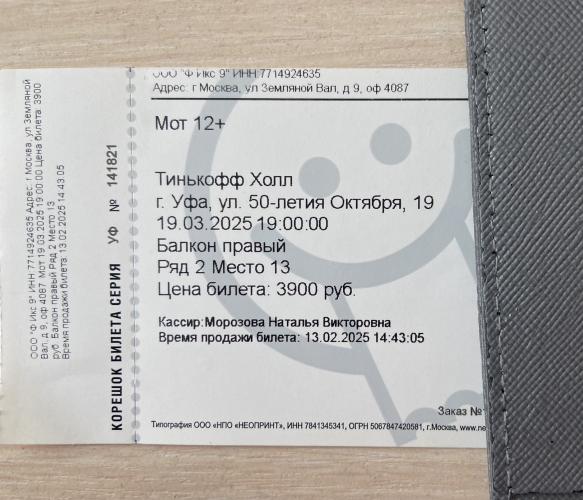 ООО "Ф Икс 9" ИНН 7714924635 Адрес: г Москва, ул Земляной
Вал, д 9, оф 4087 Мот 19.03.2025 19:00:00 Цена билета: 3900
руб. Балкон правый Ряд 2 Место 13
Время продажи билета: 13.02.2025 14:43:05
КОРЕШОК БИЛЕТА СЕРИЯ УФ № 141821
ООО "Ф Икс 9" ИНН 7714924635
Адрес: г Москва, ул Земляной Вал, д 9, оф 4087
Мот 12+
Тинькофф Холл
г. Уфа, ул. 50-летия Октября, 19
19.03.2025 19:00:00
Балкон правый
Ряд 2 Место 13
Цена билета: 3900 руб.
Кассир:Морозова Наталья Викторовна
Время продажи билета: 13.02.2025 14:43:05
Заказ №
Типография ООО «НПО «НЕОПРИНТ», ИНН 7841345341, ОГРН 5067847420581, г.Москва, www.ne